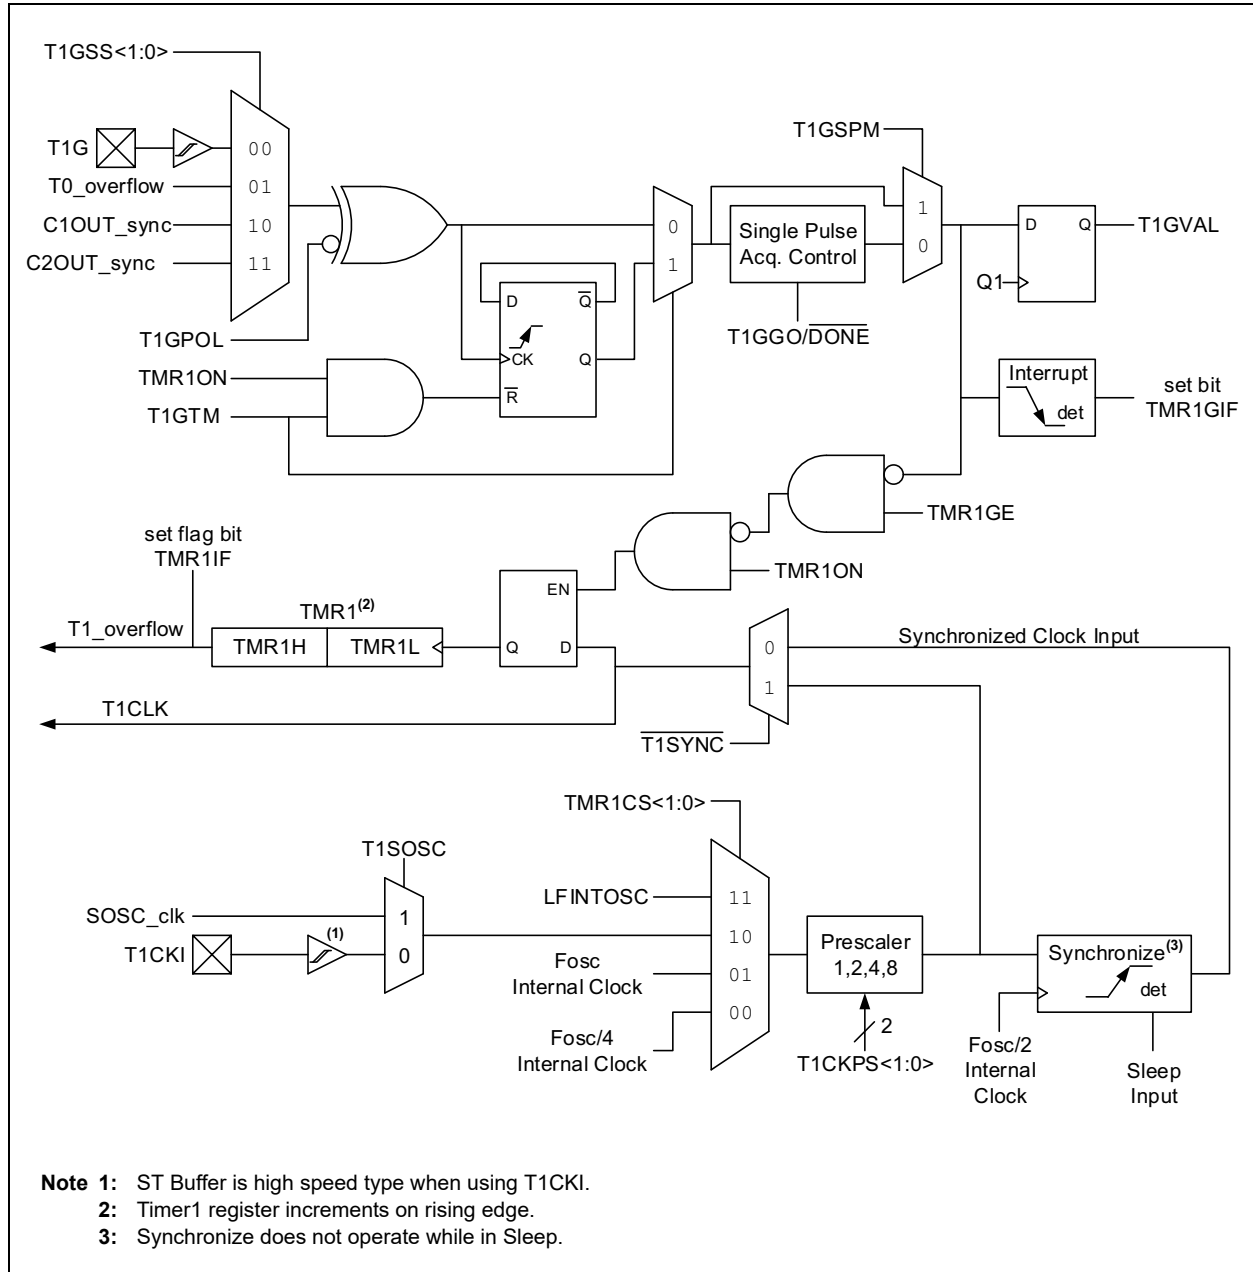 T1GSS<1:0>
T1G
00
T0_overflow
01
C1OUT_sync
10
C2OUT_sync
11
T1GPOL
TMR1ON
T1GTM
D
Q
CK
Q
R
0
1
T1GSPM
Single Pulse
Acq. Control
T1GGO/DONE
1
0
D
Q
T1GVAL
Q1
Interrupt
det
set bit
TMR1GIF
TMR1GE
TMR1ON
set flag bit
TMR1IF
T1_overflow
TMR1(2)
TMR1H
TMR1L
EN
Q
D
T1CLK
0
1
Synchronized Clock Input
T1SYNC
TMR1CS<1:0>
T1SOSC
SOSC_clk
1
T1CKI
(1)
0
LFINTOSC
11
10
Fosc
Internal Clock
01
Fosc/4
Internal Clock
00
Prescaler
1,2,4,8
2
T1CKPS<1:0>
Synchronize(3)
det
Fosc/2
Internal
Clock
Sleep
Input
Note 1: ST Buffer is high speed type when using T1CKI.
2: Timer1 register increments on rising edge.
3: Synchronize does not operate while in Sleep.